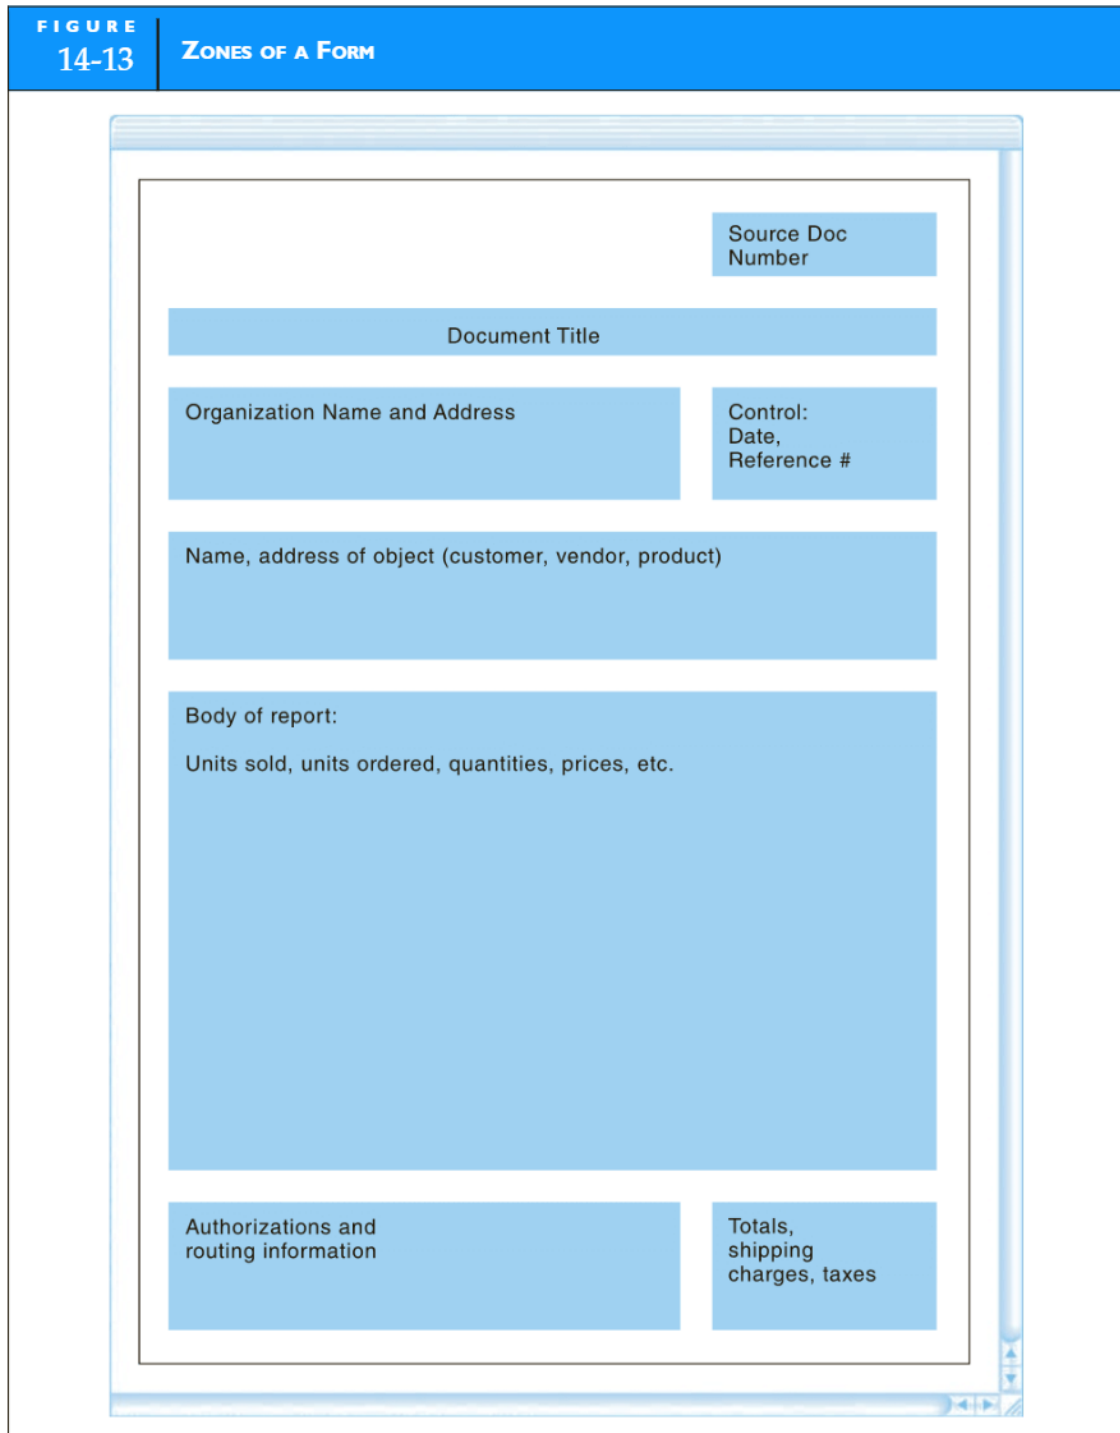 FIGURE
14-13
ZONES OF A FORM
Source Doc
Number
Document Title
Organization Name and Address
Control:
Date,
Reference #
Name, address of object (customer, vendor, product)
Body of report:
Units sold, units ordered, quantities, prices, etc.
Authorizations and
routing information
Totals,
shipping
charges, taxes